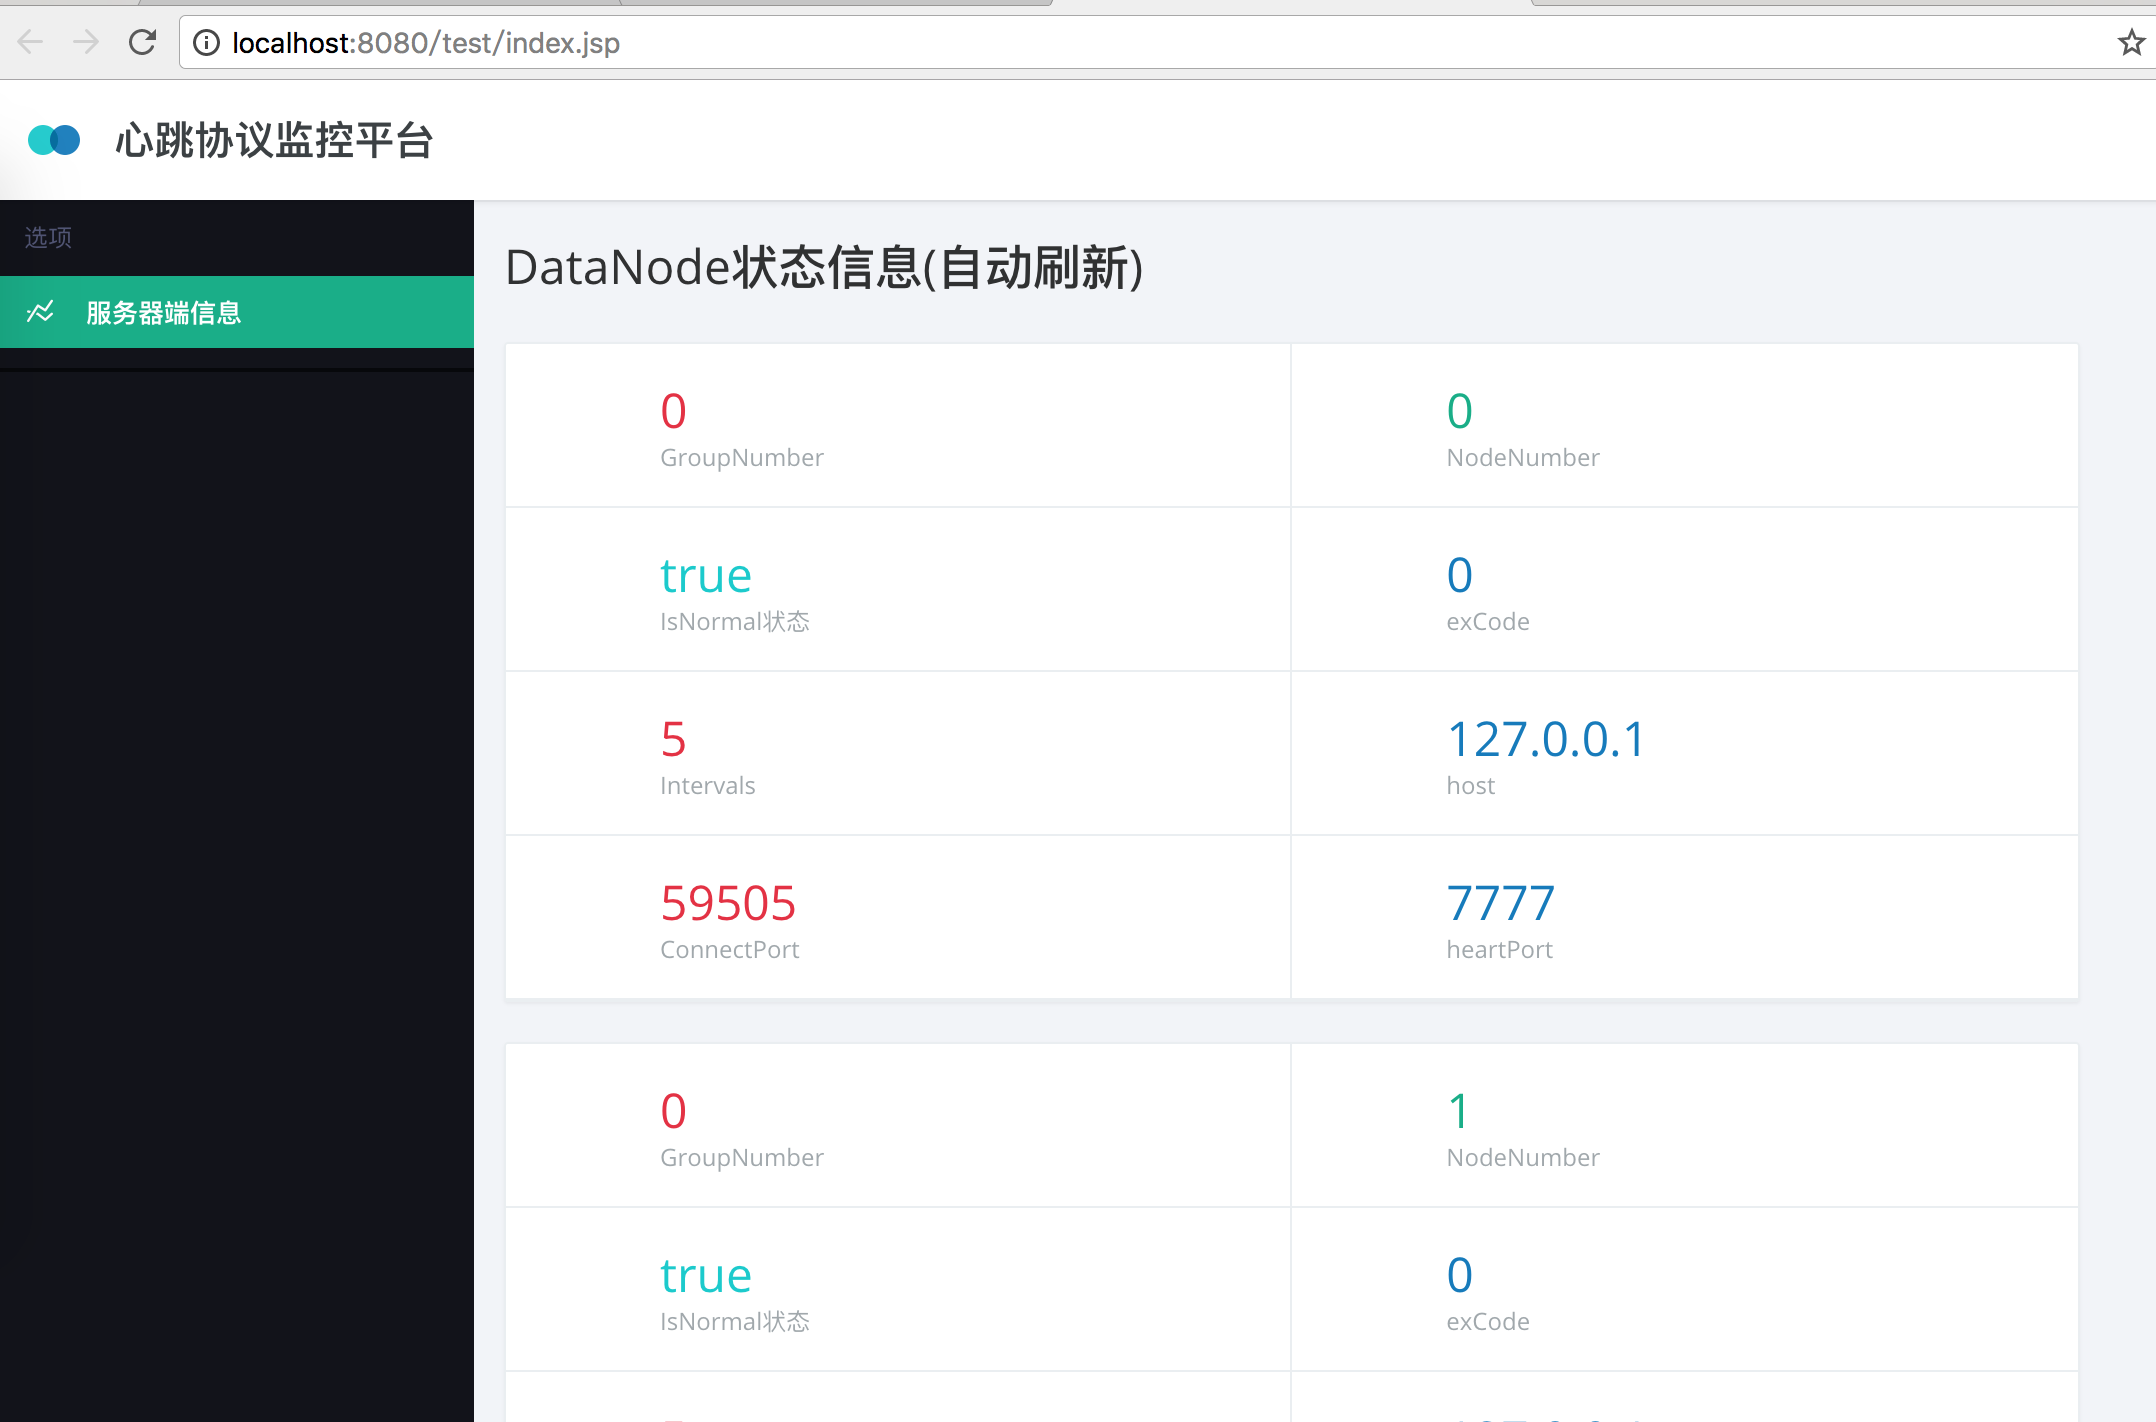 localhost:8080/test/index.jsp
心跳协议监控平台
选项
服务器端信息
DataNode状态信息(自动刷新)
0
GroupNumber
0
NodeNumber
true
IsNormal状态
0
exCode
5
Intervals
127.0.0.1
host
59505
ConnectPort
7777
heartPort
0
GroupNumber
1
NodeNumber
true
IsNormal状态
0
exCode